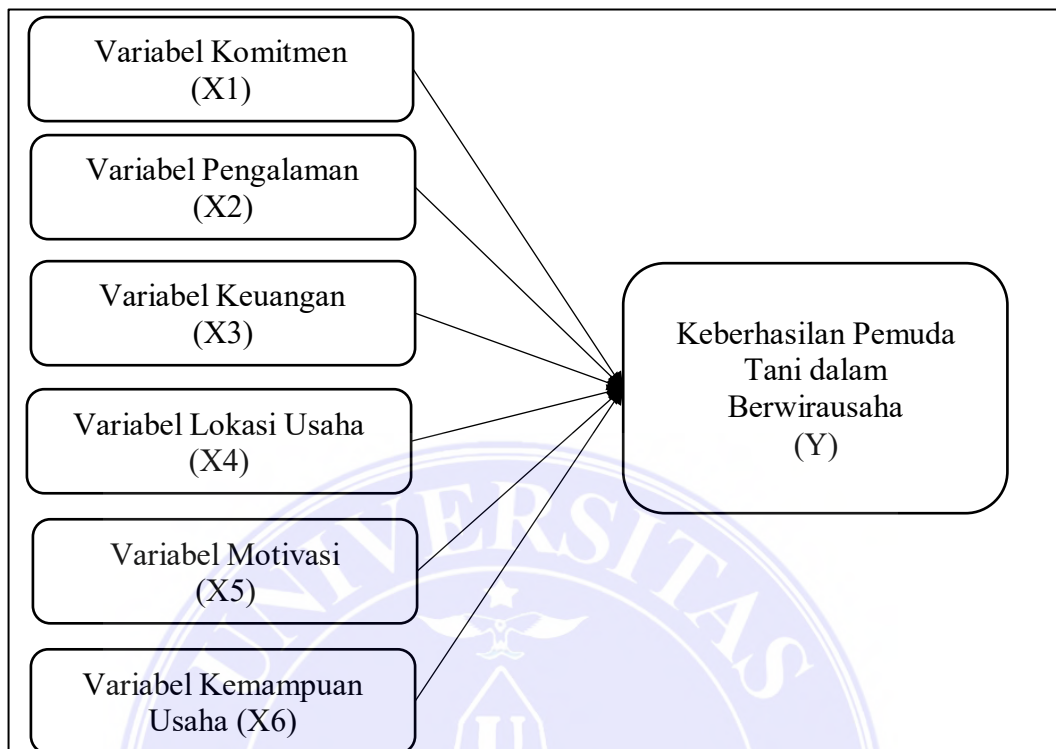 Variabel Komitmen
(X1)
Variabel Pengalaman
(X2)
Variabel Keuangan
(X3)
Variabel Lokasi Usaha
(X4)
Variabel Motivasi
(X5)
Variabel Kemampuan
Usaha (X6)
Keberhasilan Pemuda
Tani dalam
Berwirausaha
(Y)
UNIVERSITAS
U